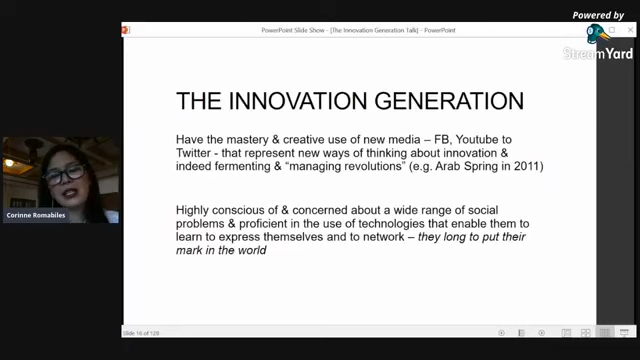 Powered by
StreamYard
PowerPoint Slide Show - [The Innovation Generation Talk] - PowerPoint
THE INNOVATION GENERATION
Have the mastery & creative use of new media – FB, Youtube to
Twitter - that represent new ways of thinking about innovation &
indeed fermenting & “managing revolutions” (e.g. Arab Spring in 2011)
Highly conscious of & concerned about a wide range of social
problems & proficient in the use of technologies that enable them to
learn to express themselves and to network – they long to put their
mark in the world
Corinne Romabiles
Slide 16 of 128